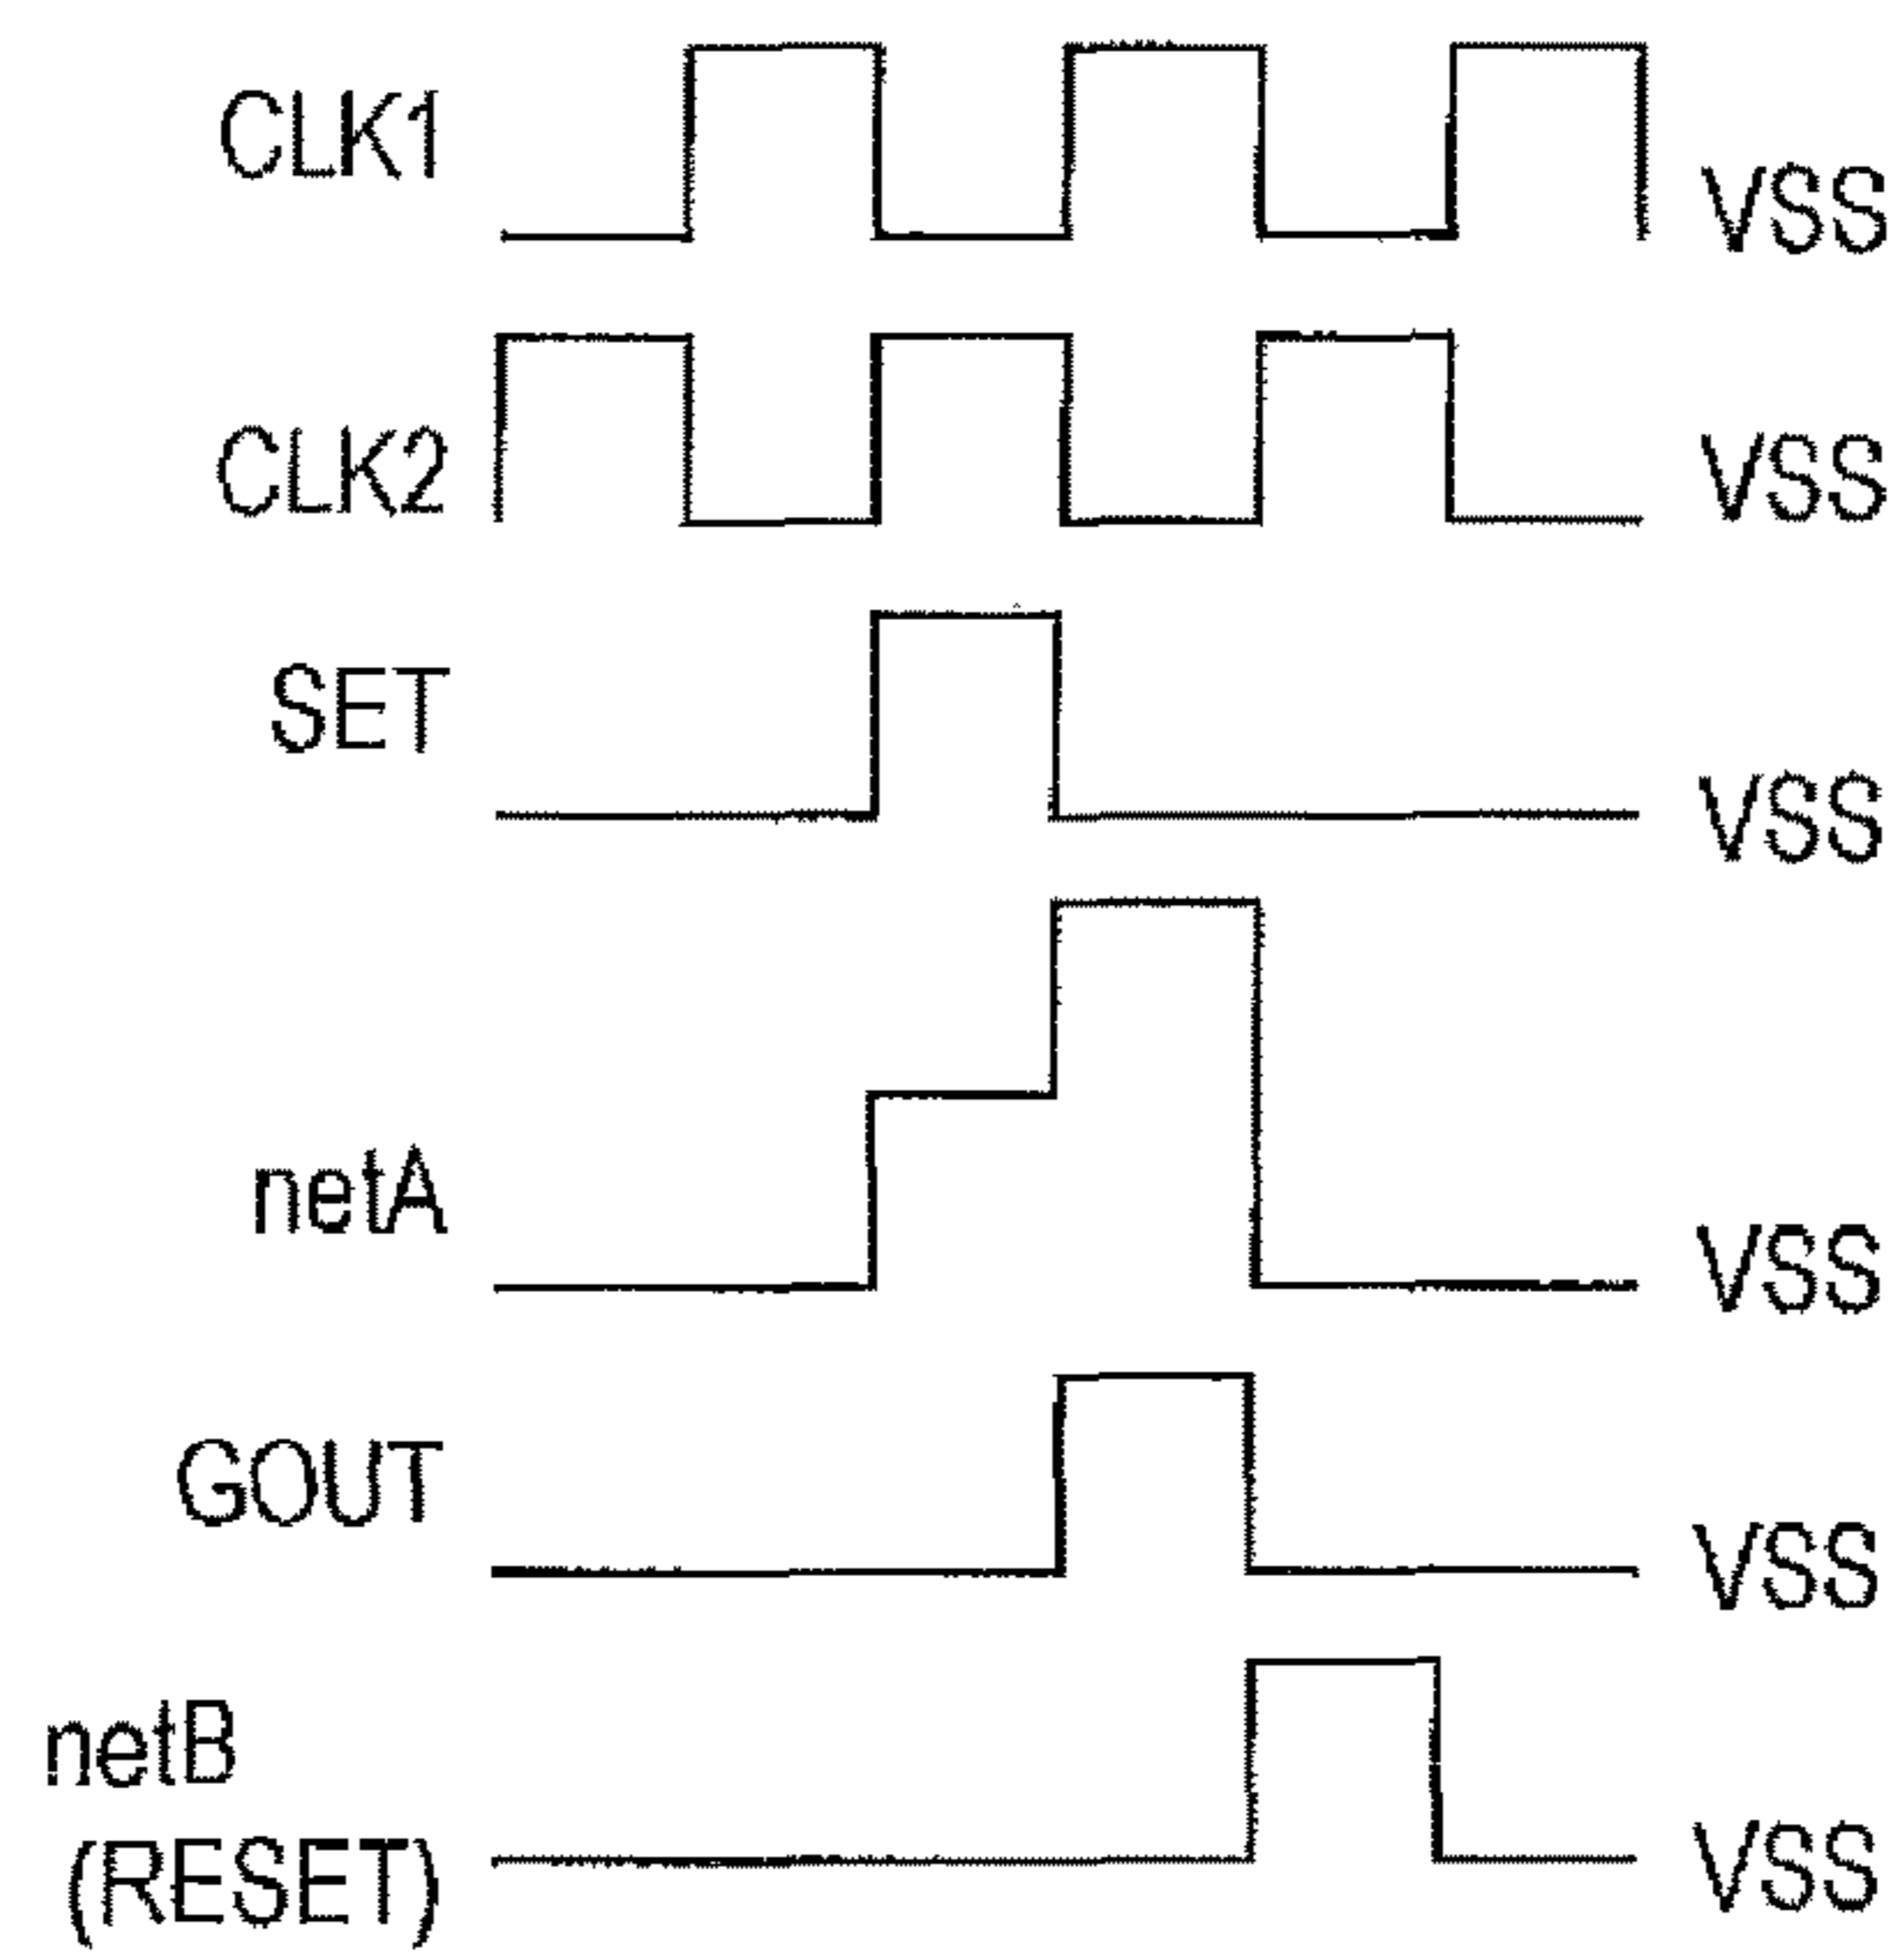 CLK1
VSS
CLK2
VSS
SET
VSS
netA
VSS
GOUT
VSS
netB
(RESET)
VSS